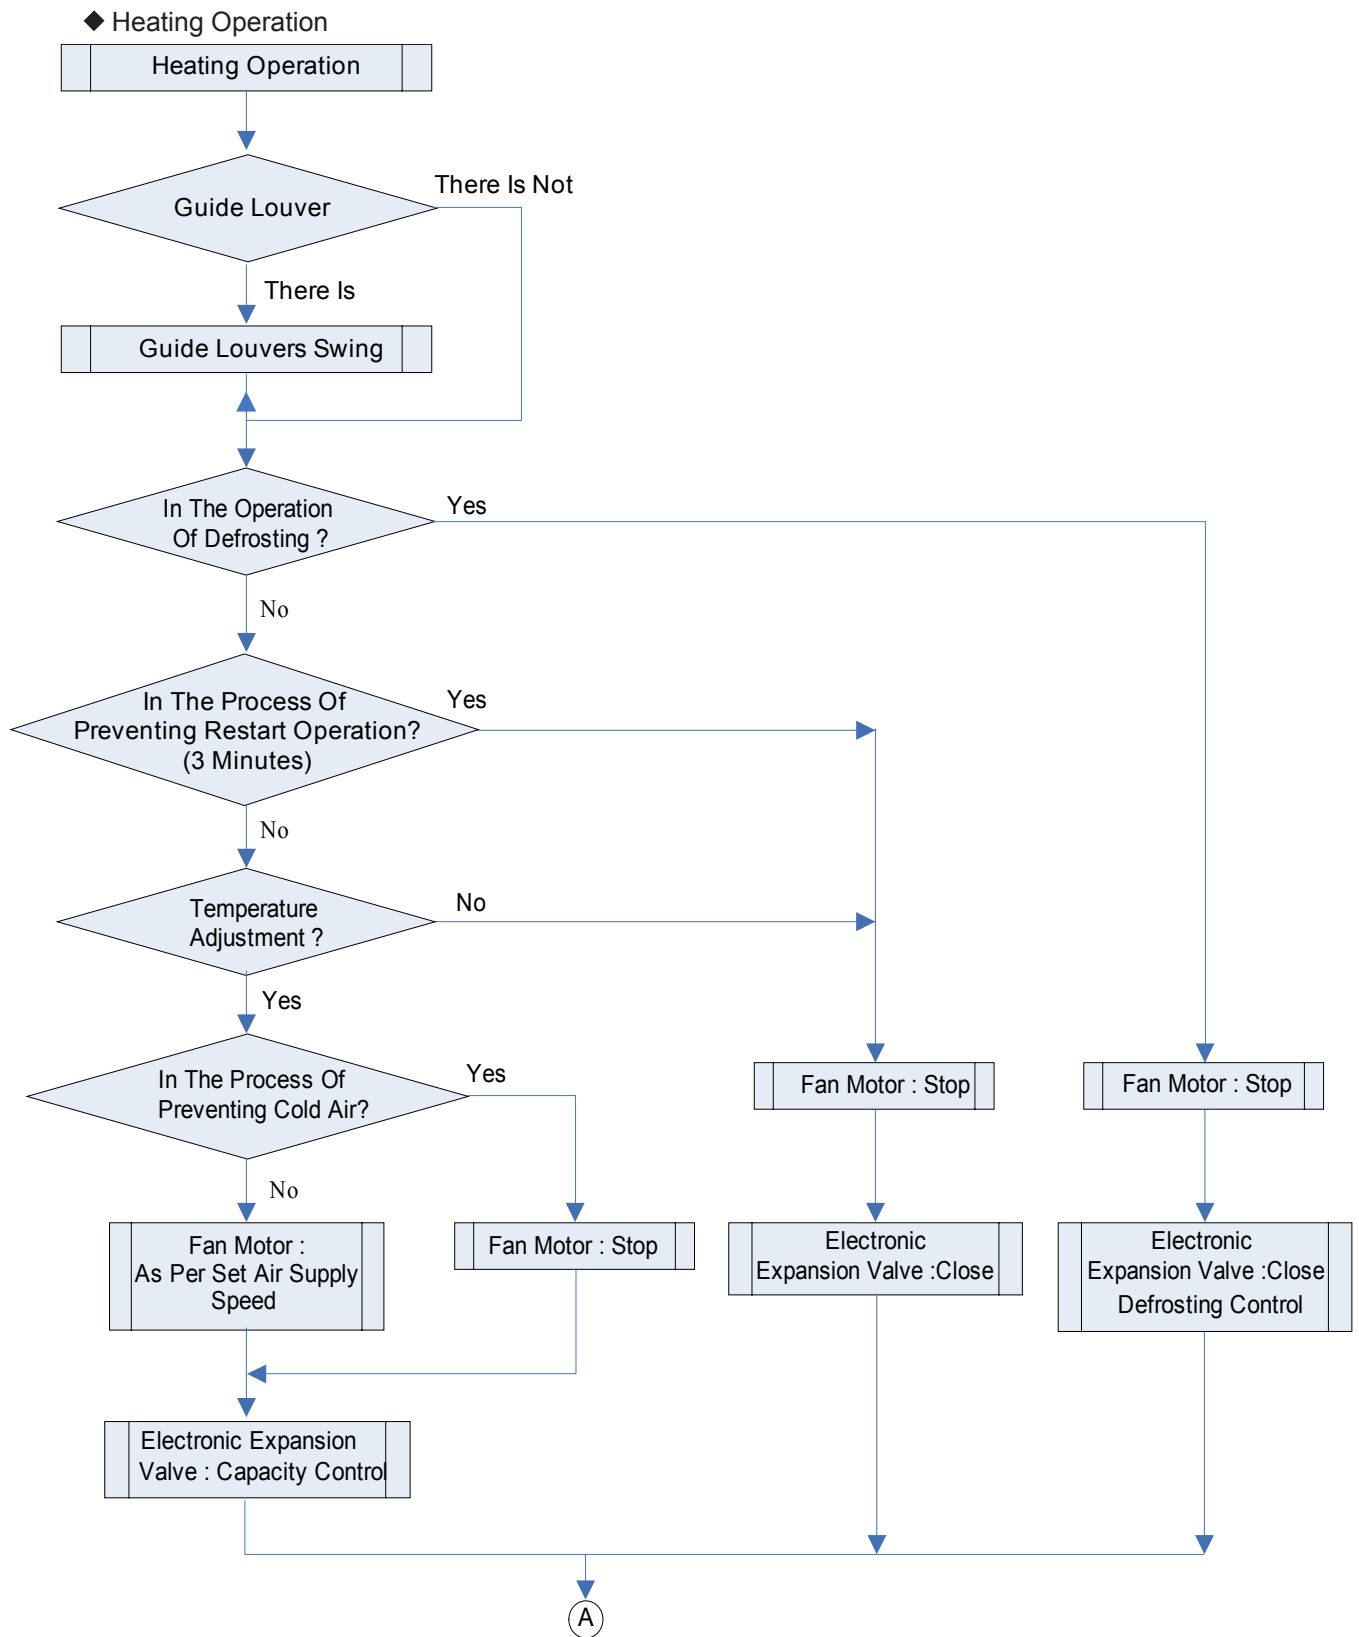 ◆ Heating Operation
Heating Operation
Guide Louver
There Is Not
There Is
Guide Louvers Swing
In The Operation
Of Defrosting ?
Yes
No
In The Process Of
Preventing Restart Operation?
(3 Minutes)
Yes
No
Temperature
Adjustment ?
No
Yes
In The Process Of
Preventing Cold Air?
Yes
No
Fan Motor : Stop
Fan Motor : Stop
Fan Motor :
As Per Set Air Supply
Speed
Fan Motor : Stop
Electronic
Expansion Valve :Close
Electronic
Expansion Valve :Close
Defrosting Control
Electronic Expansion
Valve : Capacity Control
A